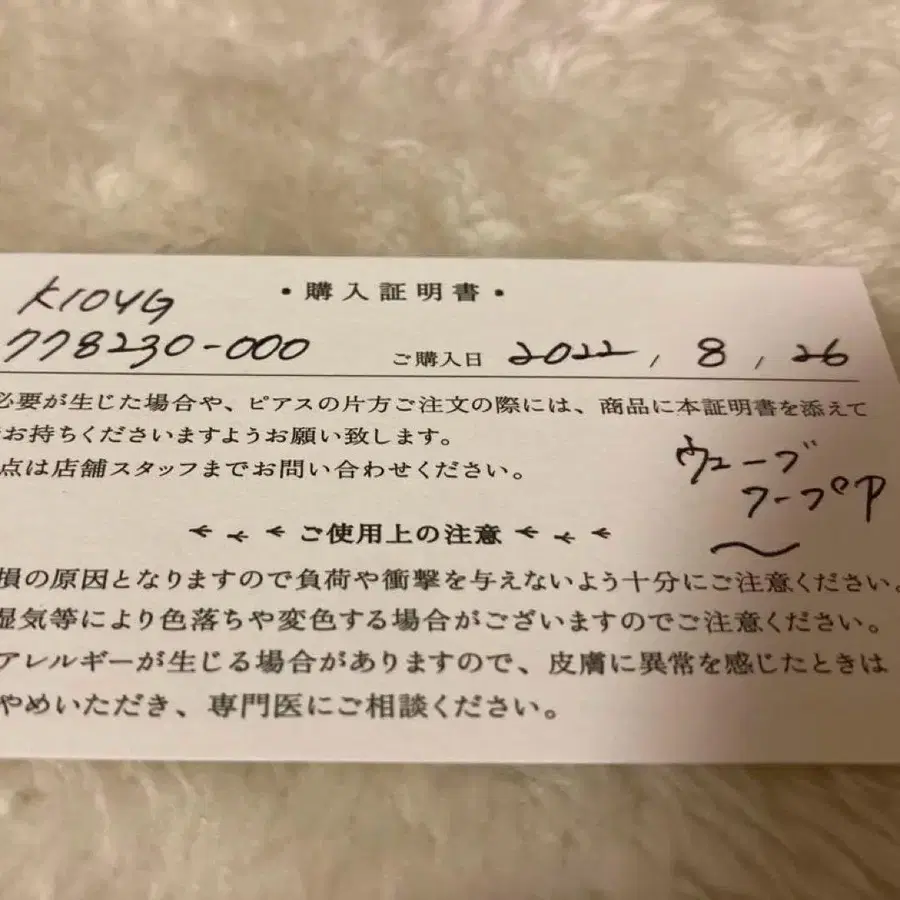 K10YG
・購入証明書・
778230-000 ご購入日 2022, 8, 26
必要が生じた場合や、ピアスの片方ご注文の際には、商品に本証明書を添えて
お持ちくださいますようお願い致します。
点は店舗スタッフまでお問い合わせください。
ウェーブ
フープP
ご使用上の注意
損の原因となりますので負荷や衝撃を与えないよう十分にご注意ください。
湿気等により色落ちや変色する場合がございますのでご注意ください。
アレルギーが生じる場合がありますので、皮膚に異常を感じたときは
やめいただき、専門医にご相談ください。